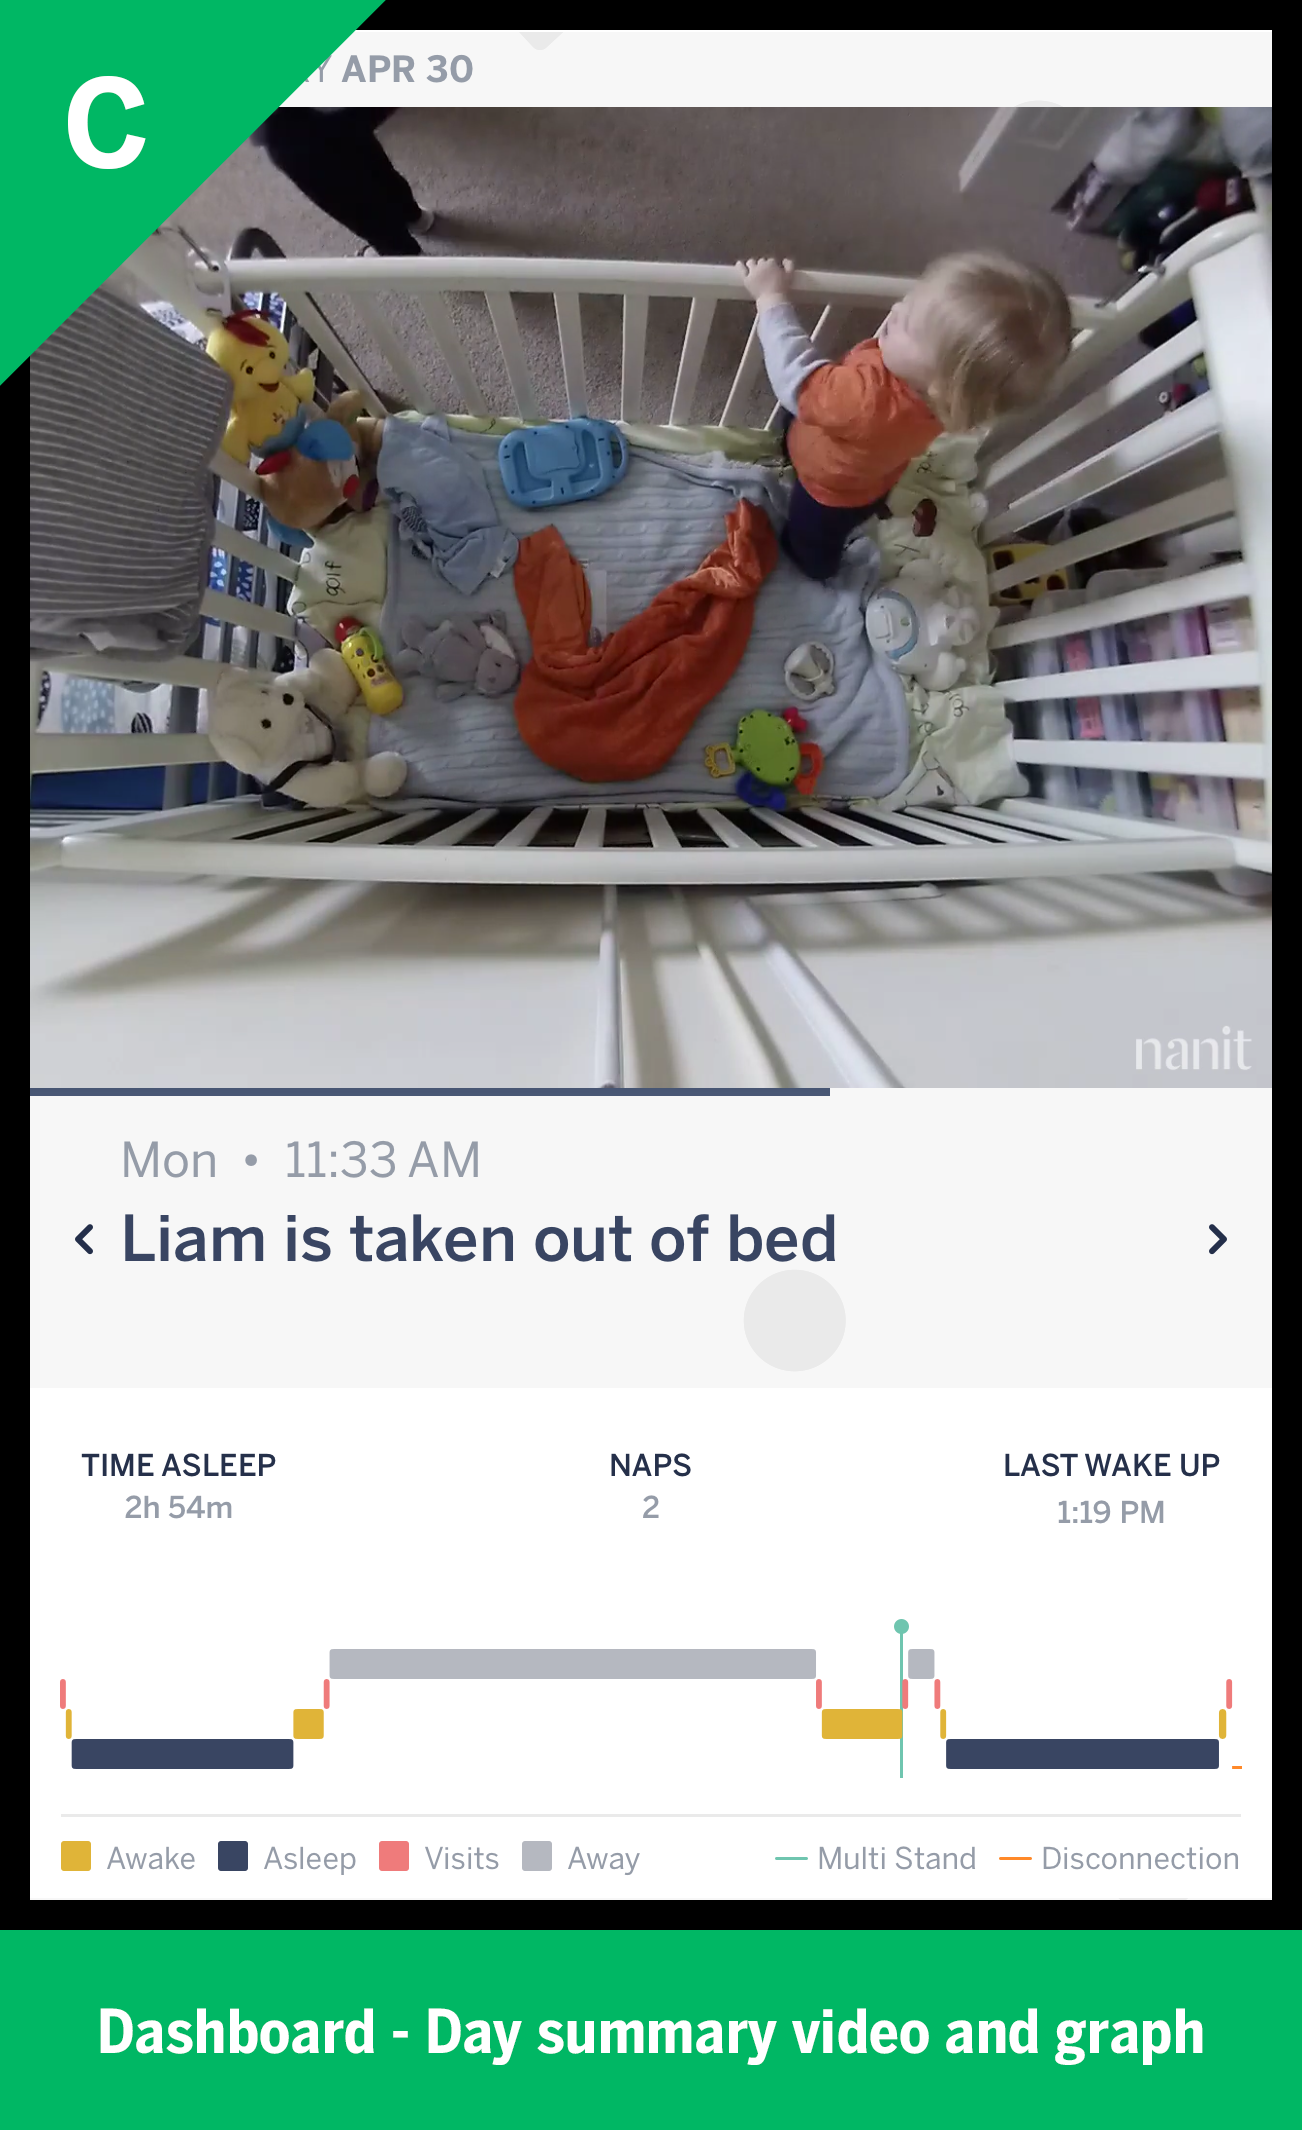 C
APR 30
golf
nanit
Mon • 11:33 AM
Liam is taken out of bed
TIME ASLEEP
2h 54m
NAPS
2
LAST WAKE UP
1:19 PM
Awake
Asleep
Visits
Away
Multi Stand
Disconnection
Dashboard - Day summary video and graph